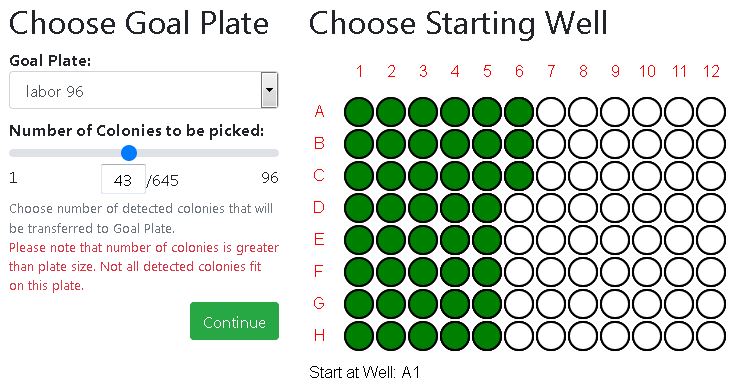 Choose Goal Plate
Goal Plate:
labor 96
Number of Colonies to be picked:
43/645
1
96
Choose number of detected colonies that will
be transferred to Goal Plate.
Please note that number of colonies is greater
than plate size. Not all detected colonies fit
on this plate.
Continue
Choose Starting Well
1 2 3 4 5 6 7 8 9 10 11 12
A
B
C
D
E
F
G
H
Start at Well: A1